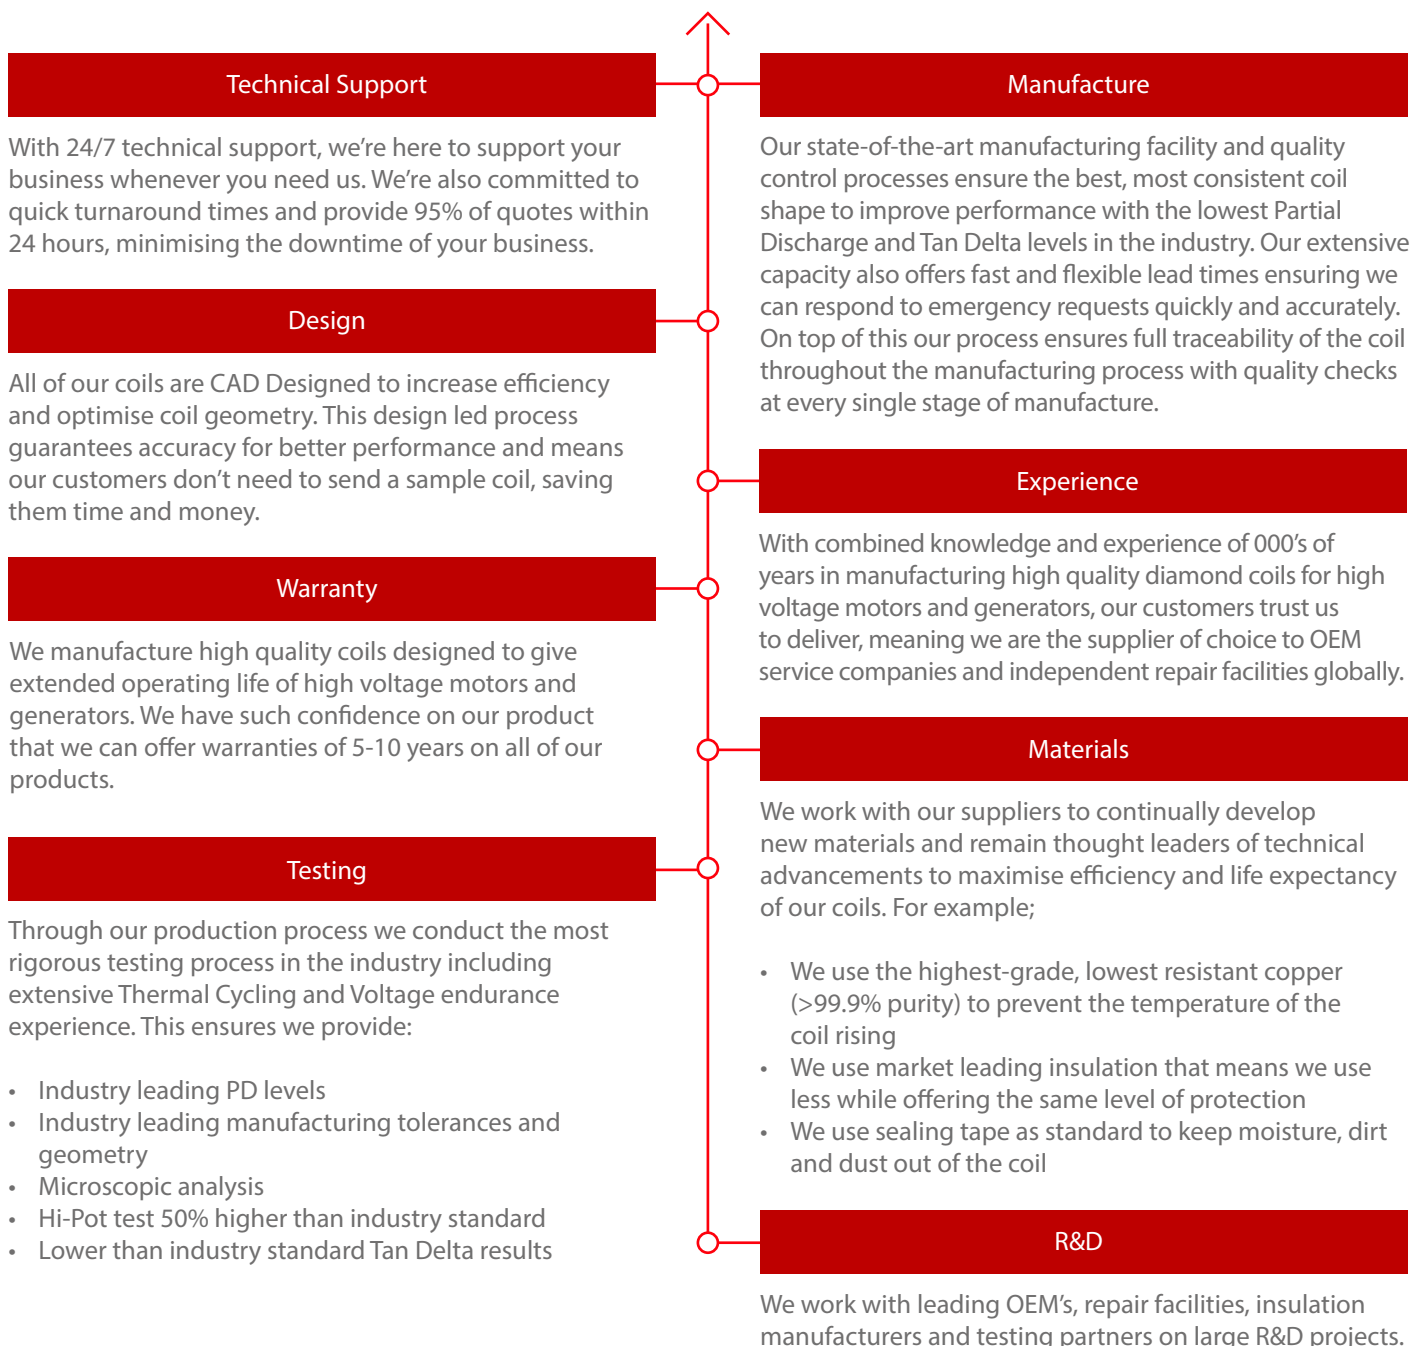 Technical Support
With 24/7 technical support, we’re here to support your
business whenever you need us. We’re also committed to
quick turnaround times and provide 95% of quotes within
24 hours, minimising the downtime of your business.
Design
All of our coils are CAD Designed to increase efficiency
and optimise coil geometry. This design led process
guarantees accuracy for better performance and means
our customers don’t need to send a sample coil, saving
them time and money.
Warranty
We manufacture high quality coils designed to give
extended operating life of high voltage motors and
generators. We have such confidence on our product
that we can offer warranties of 5-10 years on all of our
products.
Testing
Through our production process we conduct the most
rigorous testing process in the industry including
extensive Thermal Cycling and Voltage endurance
experience. This ensures we provide:
• Industry leading PD levels
• Industry leading manufacturing tolerances and
geometry
• Microscopic analysis
• Hi-Pot test 50% higher than industry standard
• Lower than industry standard Tan Delta results
Manufacture
Our state-of-the-art manufacturing facility and quality
control processes ensure the best, most consistent coil
shape to improve performance with the lowest Partial
Discharge and Tan Delta levels in the industry. Our extensive
capacity also offers fast and flexible lead times ensuring we
can respond to emergency requests quickly and accurately.
On top of this our process ensures full traceability of the coil
throughout the manufacturing process with quality checks
at every single stage of manufacture.
Experience
With combined knowledge and experience of 000’s of
years in manufacturing high quality diamond coils for high
voltage motors and generators, our customers trust us
to deliver, meaning we are the supplier of choice to OEM
service companies and independent repair facilities globally.
Materials
We work with our suppliers to continually develop
new materials and remain thought leaders of technical
advancements to maximise efficiency and life expectancy
of our coils. For example;
• We use the highest-grade, lowest resistant copper
(>99.9% purity) to prevent the temperature of the
coil rising
• We use market leading insulation that means we use
less while offering the same level of protection
• We use sealing tape as standard to keep moisture, dirt
and dust out of the coil
R&D
We work with leading OEM’s, repair facilities, insulation
manufacturers and testing partners on large R&D projects.